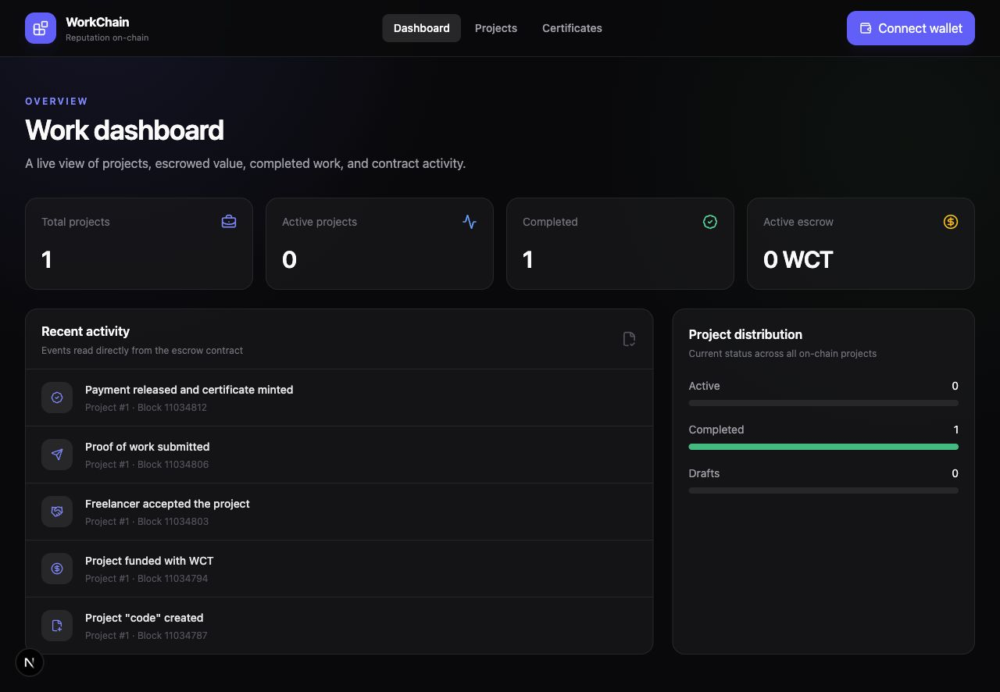 WorkChain
Reputation on-chain
Dashboard
Projects
Certificates
Connect wallet
OVERVIEW
Work dashboard
A live view of projects, escrowed value, completed work, and contract activity.
Total projects
1
Active projects
0
Completed
1
Active escrow
0 WCT
Recent activity
Events read directly from the escrow contract
Payment released and certificate minted
Project #1 · Block 11034812
Proof of work submitted
Project #1 · Block 11034806
Freelancer accepted the project
Project #1 · Block 11034803
Project funded with WCT
Project #1 · Block 11034794
Project "code" created
Project #1 · Block 11034787
Project distribution
Current status across all on-chain projects
Active 0
Completed 1
Drafts 0
N